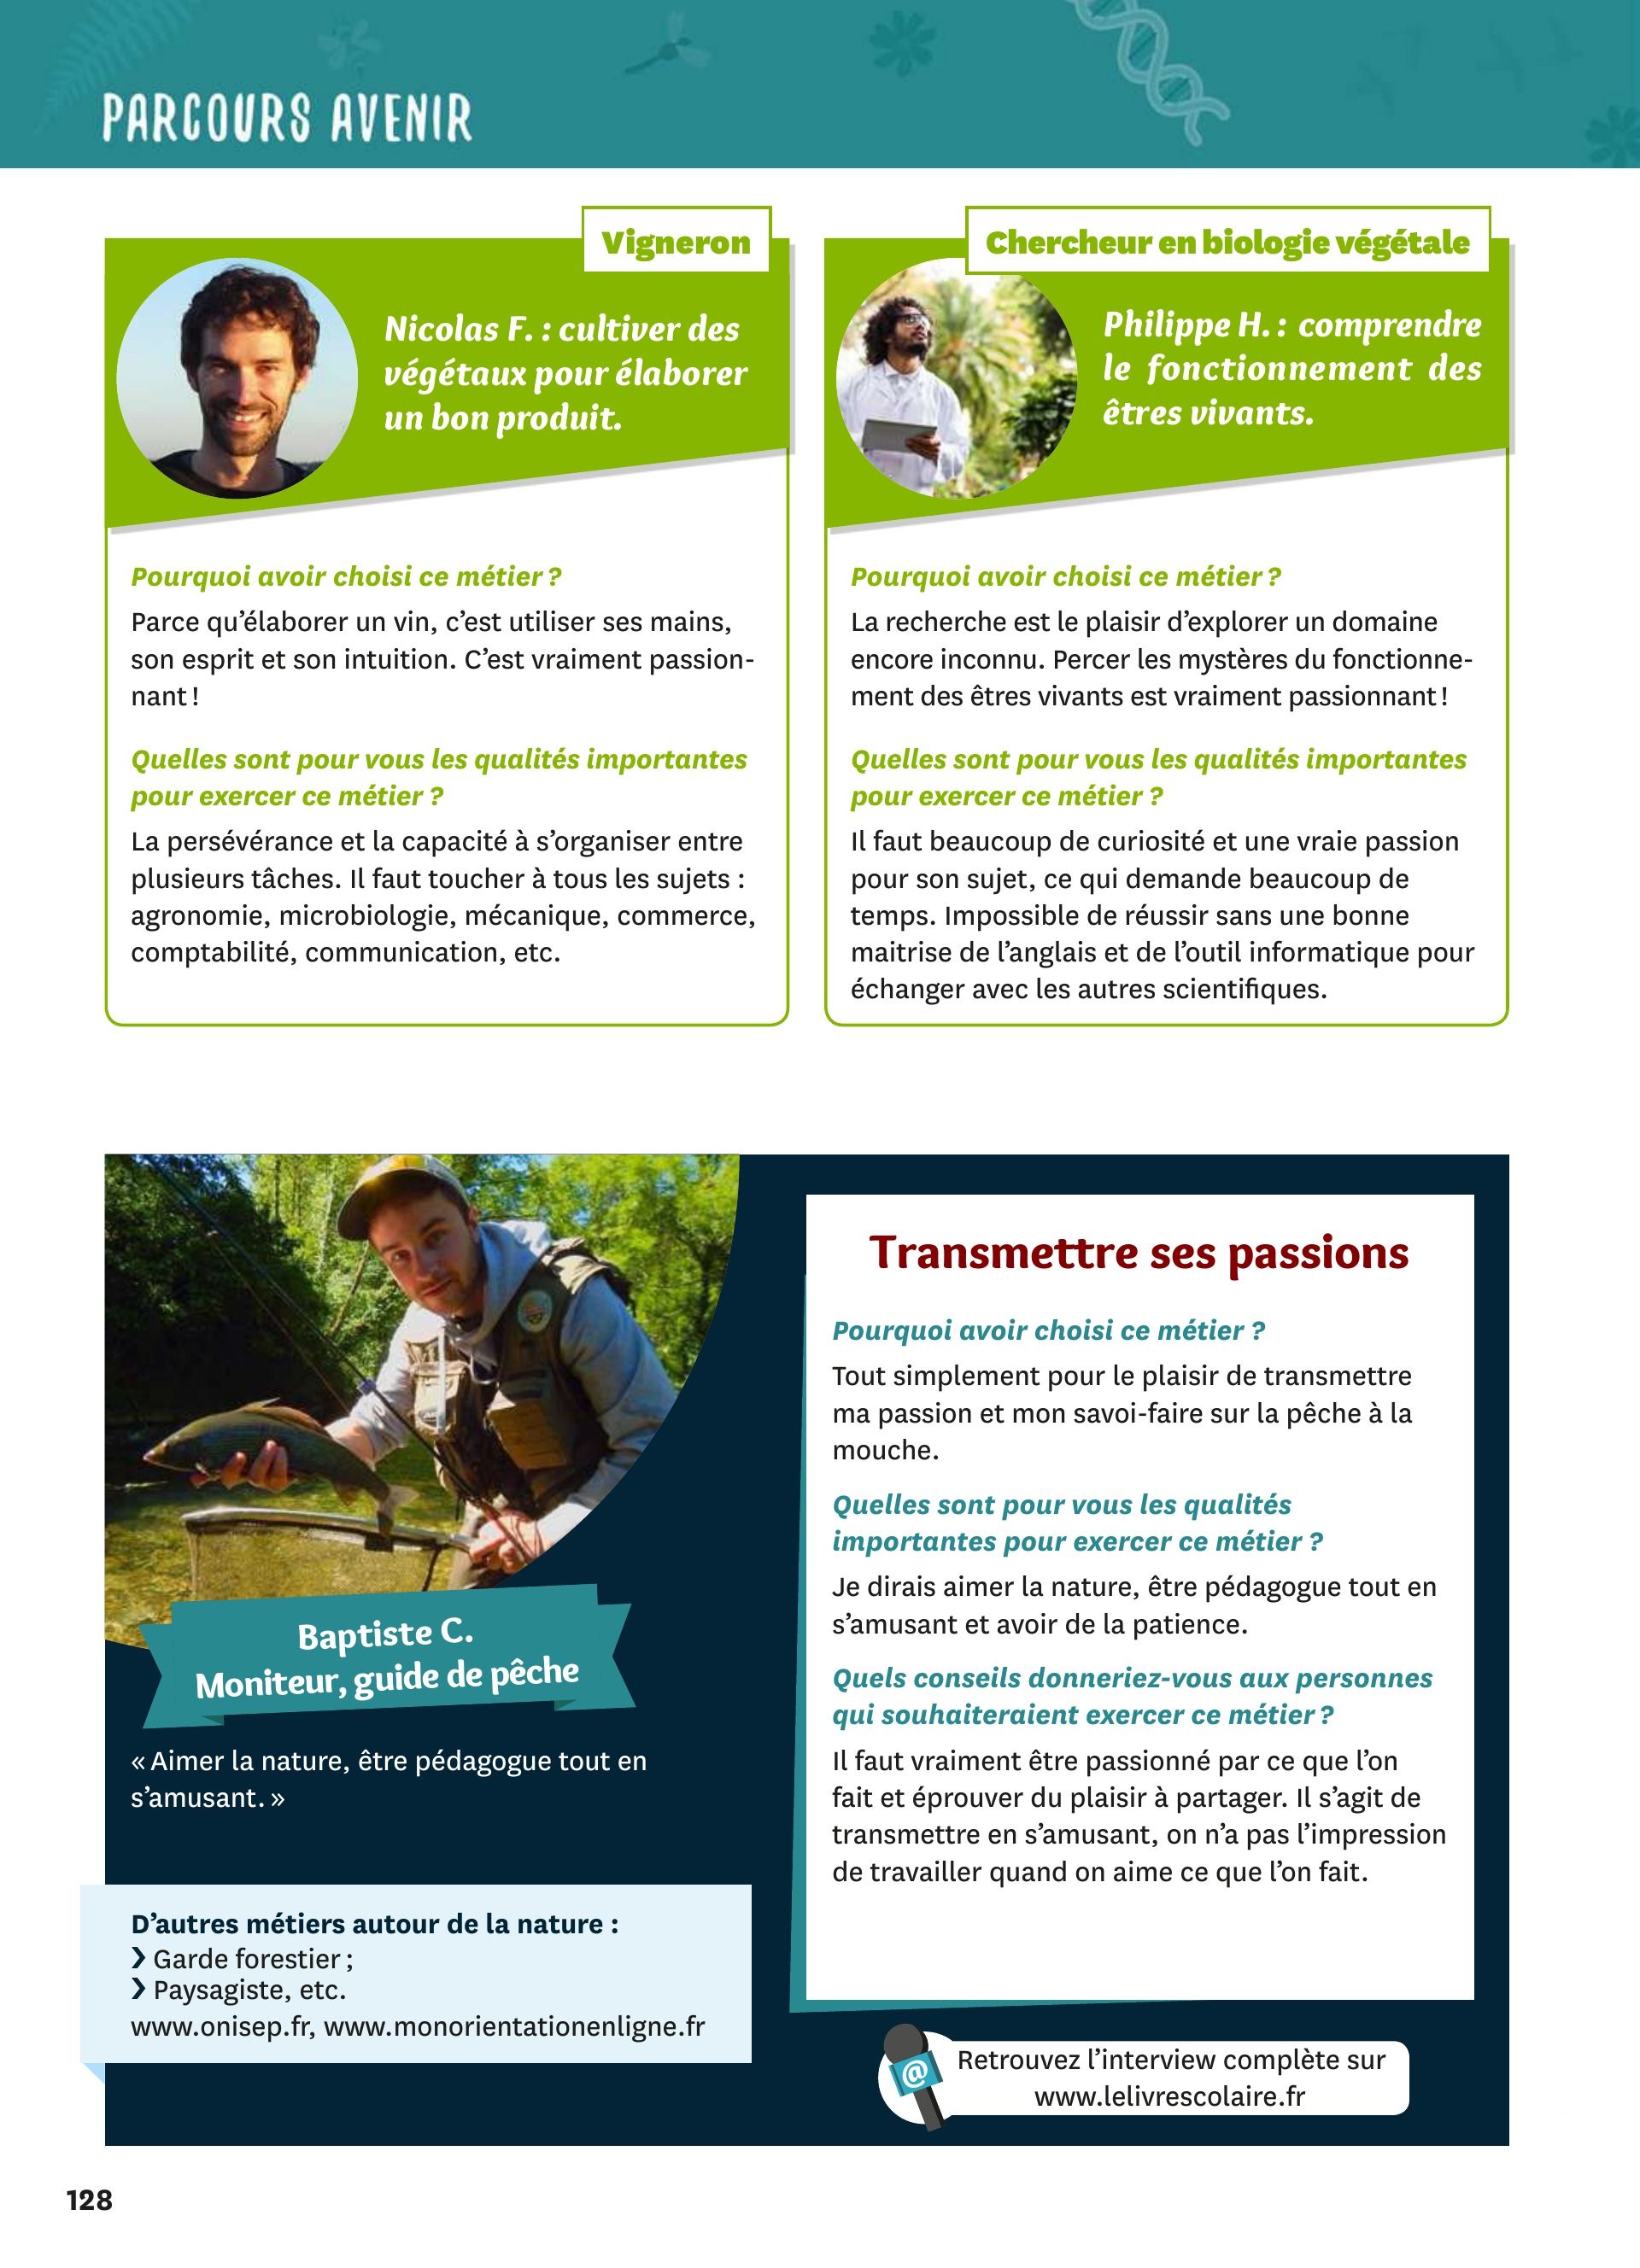 PARCOURS AVENIR
Vigneron
Nicolas F. : cultiver des
végétaux pour élaborer
un bon produit.
Pourquoi avoir choisi ce métier ?
Parce qu’élaborer un vin, c’est utiliser ses mains,
son esprit et son intuition. C’est vraiment passion-
nant !
Quelles sont pour vous les qualités importantes
pour exercer ce métier ?
La persévérance et la capacité à s’organiser entre
plusieurs tâches. Il faut toucher à tous les sujets :
agronomie, microbiologie, mécanique, commerce,
comptabilité, communication, etc.
Chercheur en biologie végétale
Philippe H. : comprendre
le fonctionnement des
êtres vivants.
Pourquoi avoir choisi ce métier ?
La recherche est le plaisir d’explorer un domaine
encore inconnu. Percer les mystères du fonctionne-
ment des êtres vivants est vraiment passionnant !
Quelles sont pour vous les qualités importantes
pour exercer ce métier ?
Il faut beaucoup de curiosité et une vraie passion
pour son sujet, ce qui demande beaucoup de
temps. Impossible de réussir sans une bonne
maitrise de l’anglais et de l’outil informatique pour
échanger avec les autres scientifiques.
Baptiste C.
Moniteur, guide de pêche
« Aimer la nature, être pédagogue tout en
s’amusant. »
D’autres métiers autour de la nature :
❯ Garde forestier ;
❯ Paysagiste, etc.
www.onisep.fr, www.monorientationenligne.fr
Transmettre ses passions
Pourquoi avoir choisi ce métier ?
Tout simplement pour le plaisir de transmettre
ma passion et mon savoi-faire sur la pêche à la
mouche.
Quelles sont pour vous les qualités
importantes pour exercer ce métier ?
Je dirais aimer la nature, être pédagogue tout en
s’amusant et avoir de la patience.
Quels conseils donneriez-vous aux personnes
qui souhaiteraient exercer ce métier ?
Il faut vraiment être passionné par ce que l’on
fait et éprouver du plaisir à partager. Il s’agit de
transmettre en s’amusant, on n’a pas l’impression
de travailler quand on aime ce que l’on fait.
@
Retrouvez l’interview complète sur
www.lelivrescolaire.fr
128